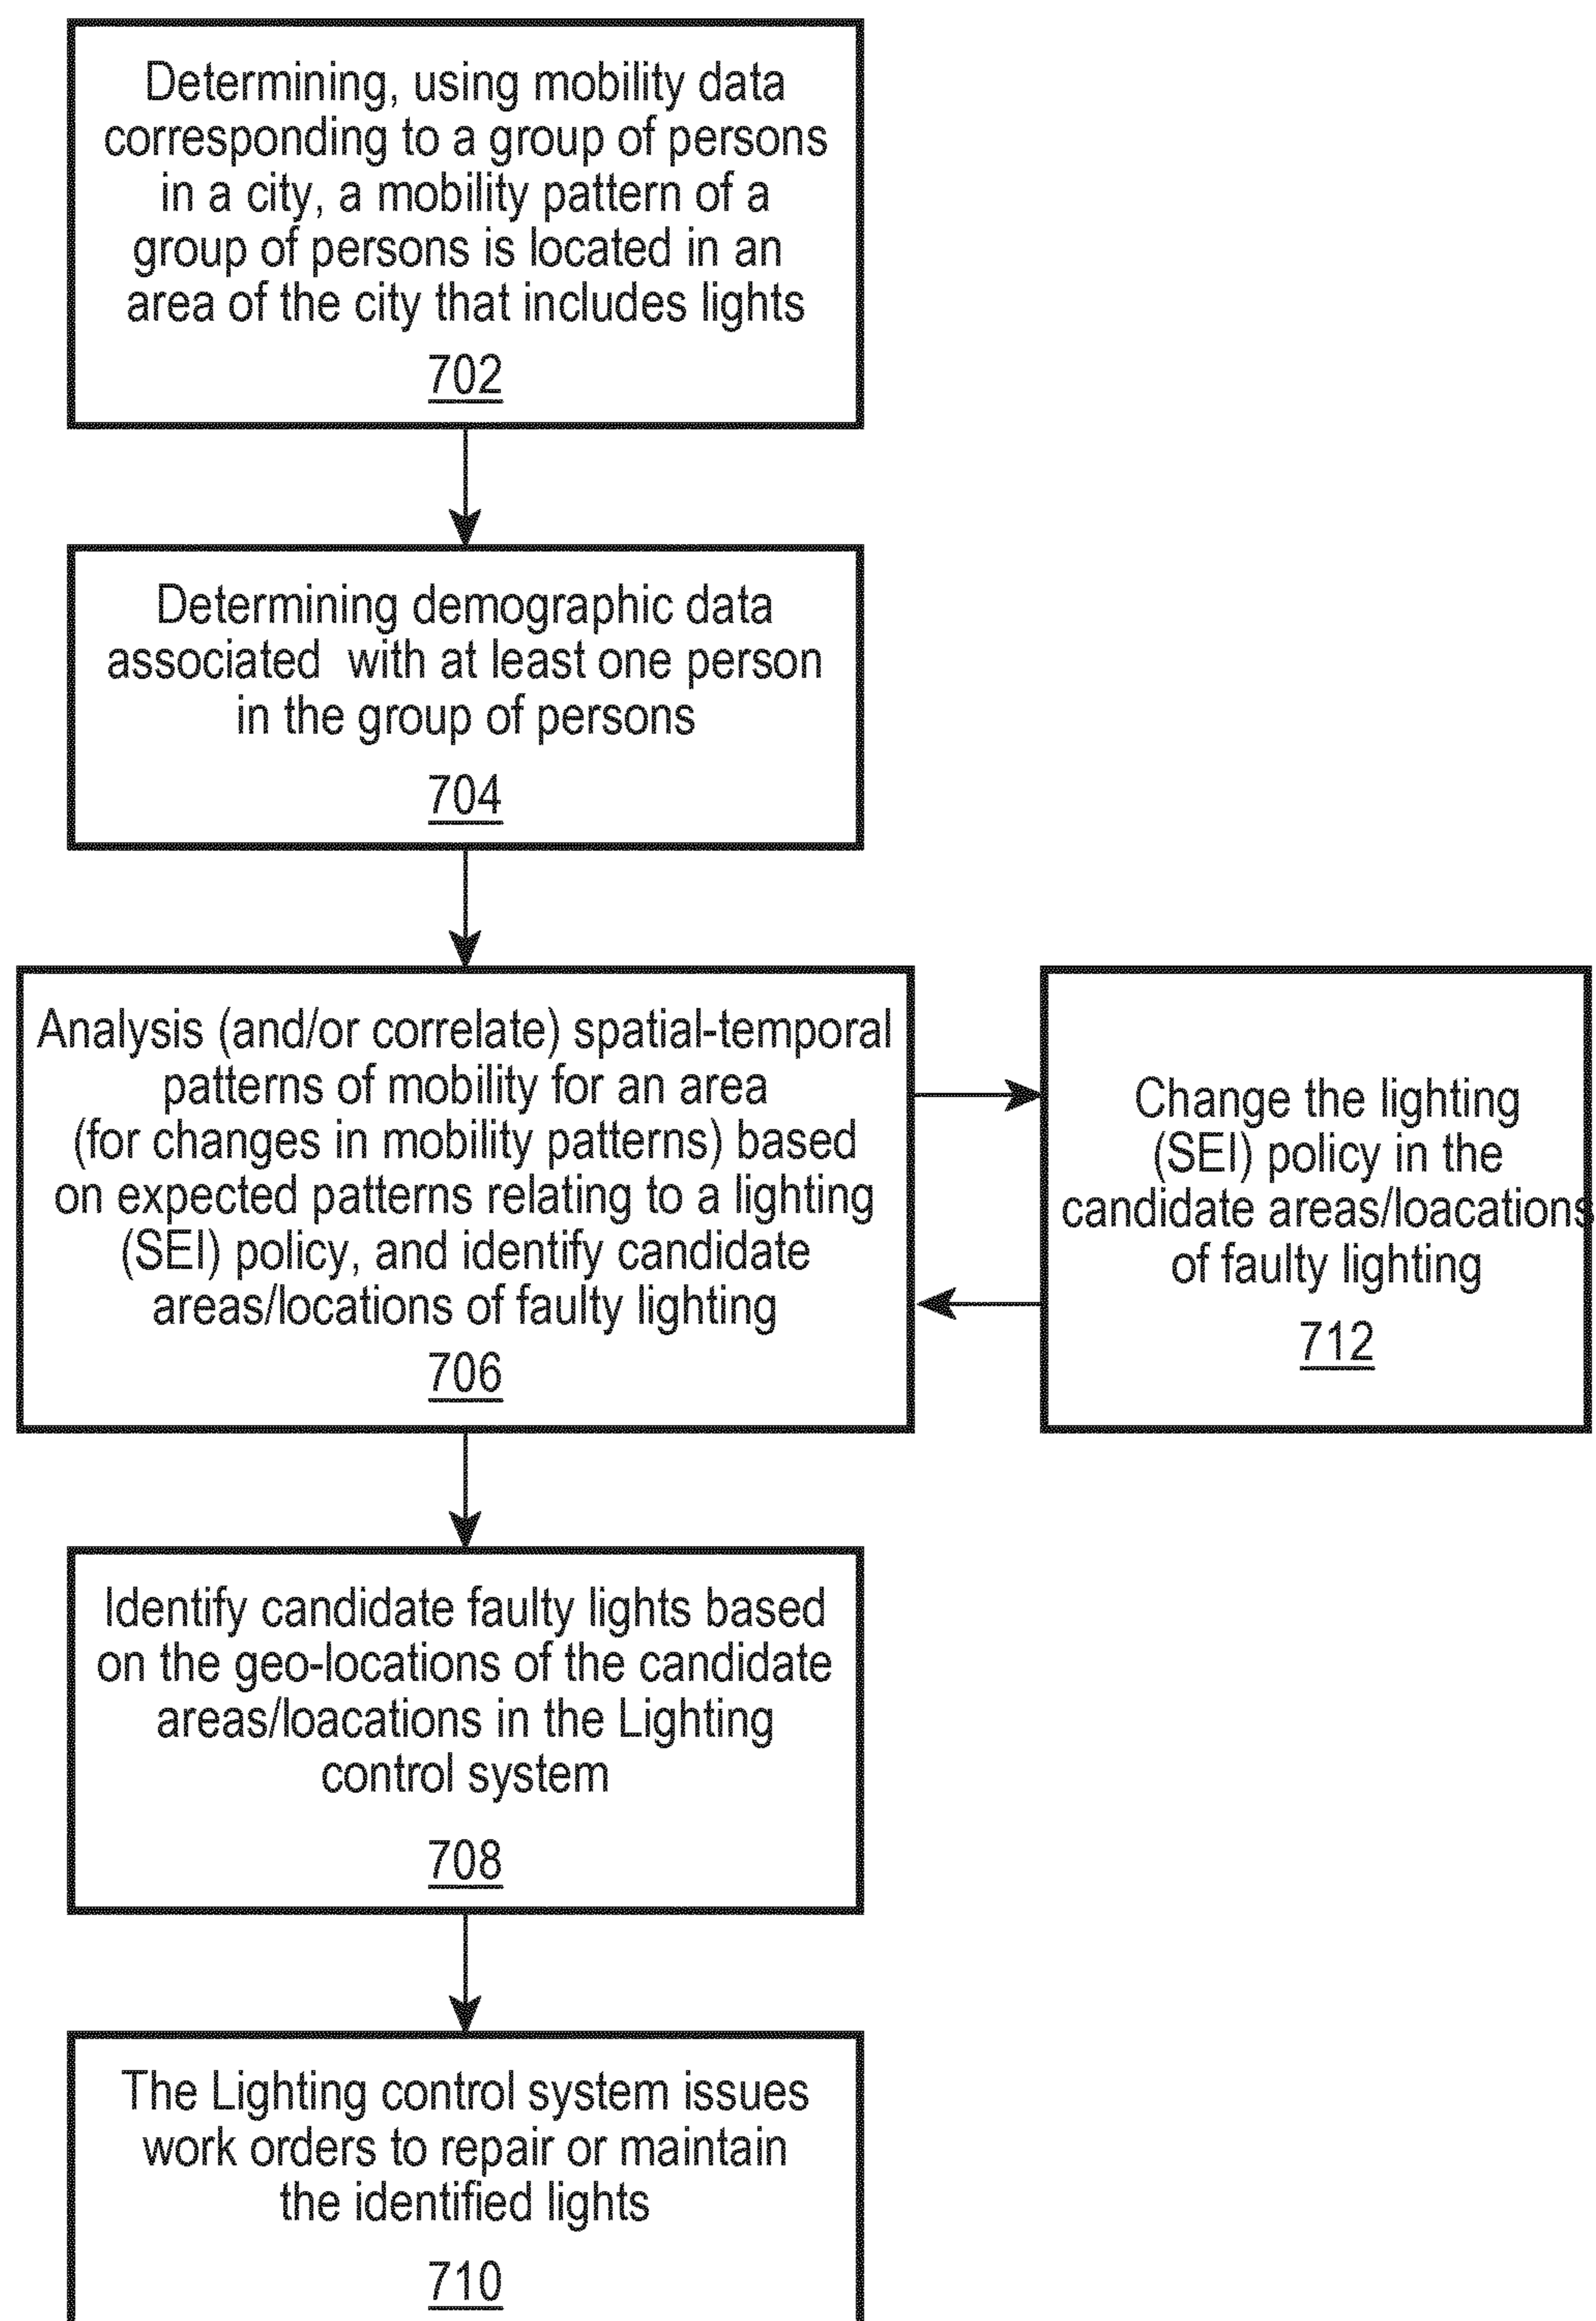 Determining, using mobility data
corresponding to a group of persons
in a city, a mobility pattern of a
group of persons is located in an
area of the city that includes lights
702
Determining demographic data
associated with at least one person
in the group of persons
704
Analysis (and/or correlate) spatial-temporal
patterns of mobility for an area
(for changes in mobility patterns) based
on expected patterns relating to a lighting
(SEI) policy, and identify candidate
areas/locations of faulty lighting
706
Change the lighting
(SEI) policy in the
candidate areas/loacations
of faulty lighting
712
Identify candidate faulty lights based
on the geo-locations of the candidate
areas/loacations in the Lighting
control system
708
The Lighting control system issues
work orders to repair or maintain
the identified lights
710